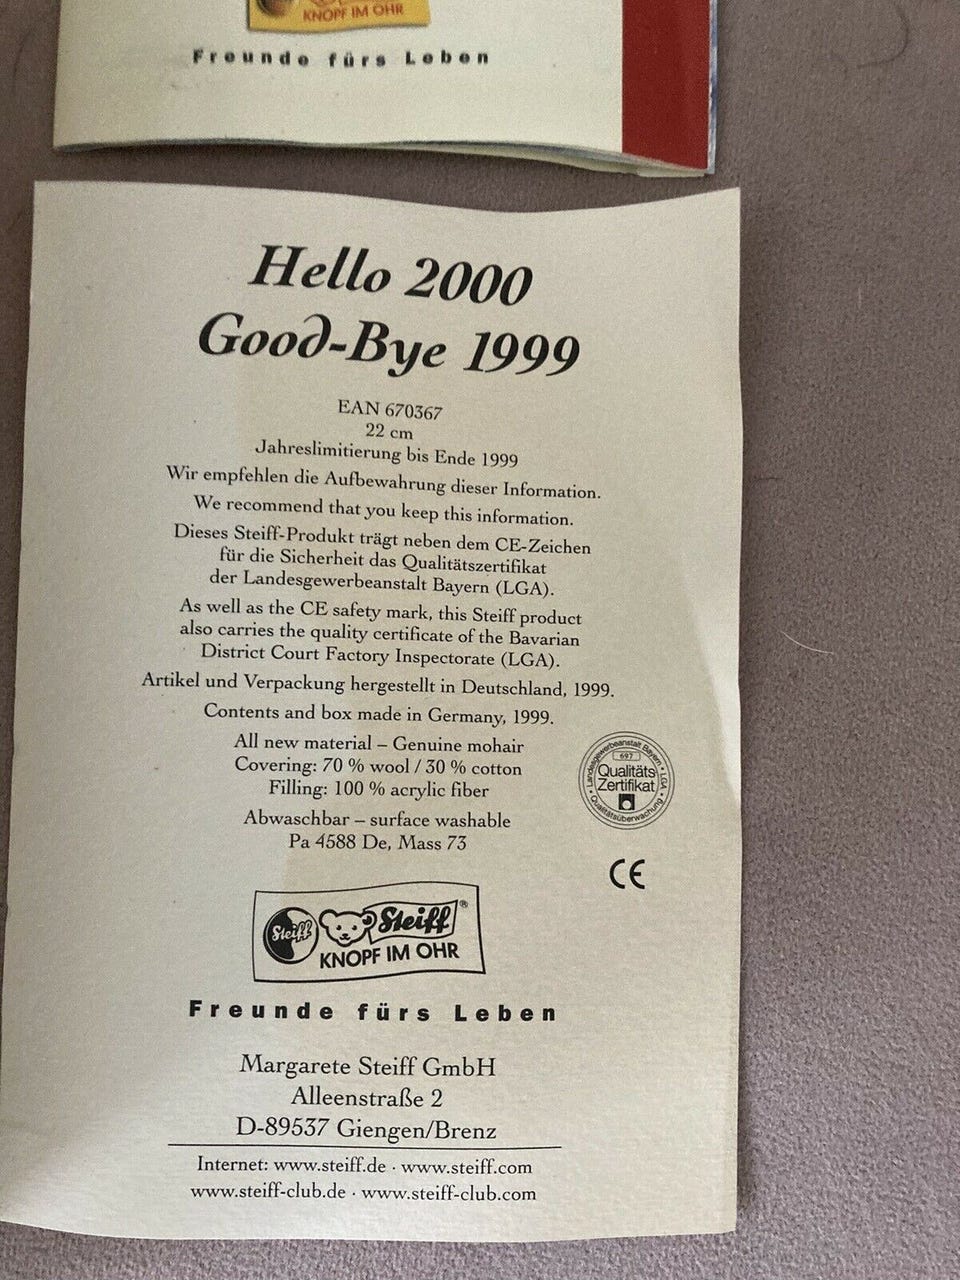 KNOPF IM OHR
Freunde fürs Leben
Hello 2000
Good-Bye 1999
EAN 670367
22 cm
Jahreslimitierung bis Ende 1999
Wir empfehlen die Aufbewahrung dieser Information.
We recommend that you keep this information.
Dieses Steiff-Produkt trägt neben dem CE-Zeichen
für die Sicherheit das Qualitätszertifikat
der Landesgewerbeanstalt Bayern (LGA).
As well as the CE safety mark, this Steiff product
also carries the quality certificate of the Bavarian
District Court Factory Inspectorate (LGA).
Artikel und Verpackung hergestellt in Deutschland, 1999.
Contents and box made in Germany, 1999.
All new material – Genuine mohair
Covering: 70 % wool / 30 % cotton
Filling: 100 % acrylic fiber
Abwaschbar – surface washable
Pa 4588 De, Mass 73
Landesgewerbeanstalt Bayern • LGA •
697
Qualitäts
Zertifikat
Qualitätsüberwachung
CE
Steiff
Steiff ®
KNOPF IM OHR
Freunde fürs Leben
Margarete Steiff GmbH
Alleenstraße 2
D-89537 Giengen/Brenz
Internet: www.steiff.de · www.steiff.com
www.steiff-club.de · www.steiff-club.com